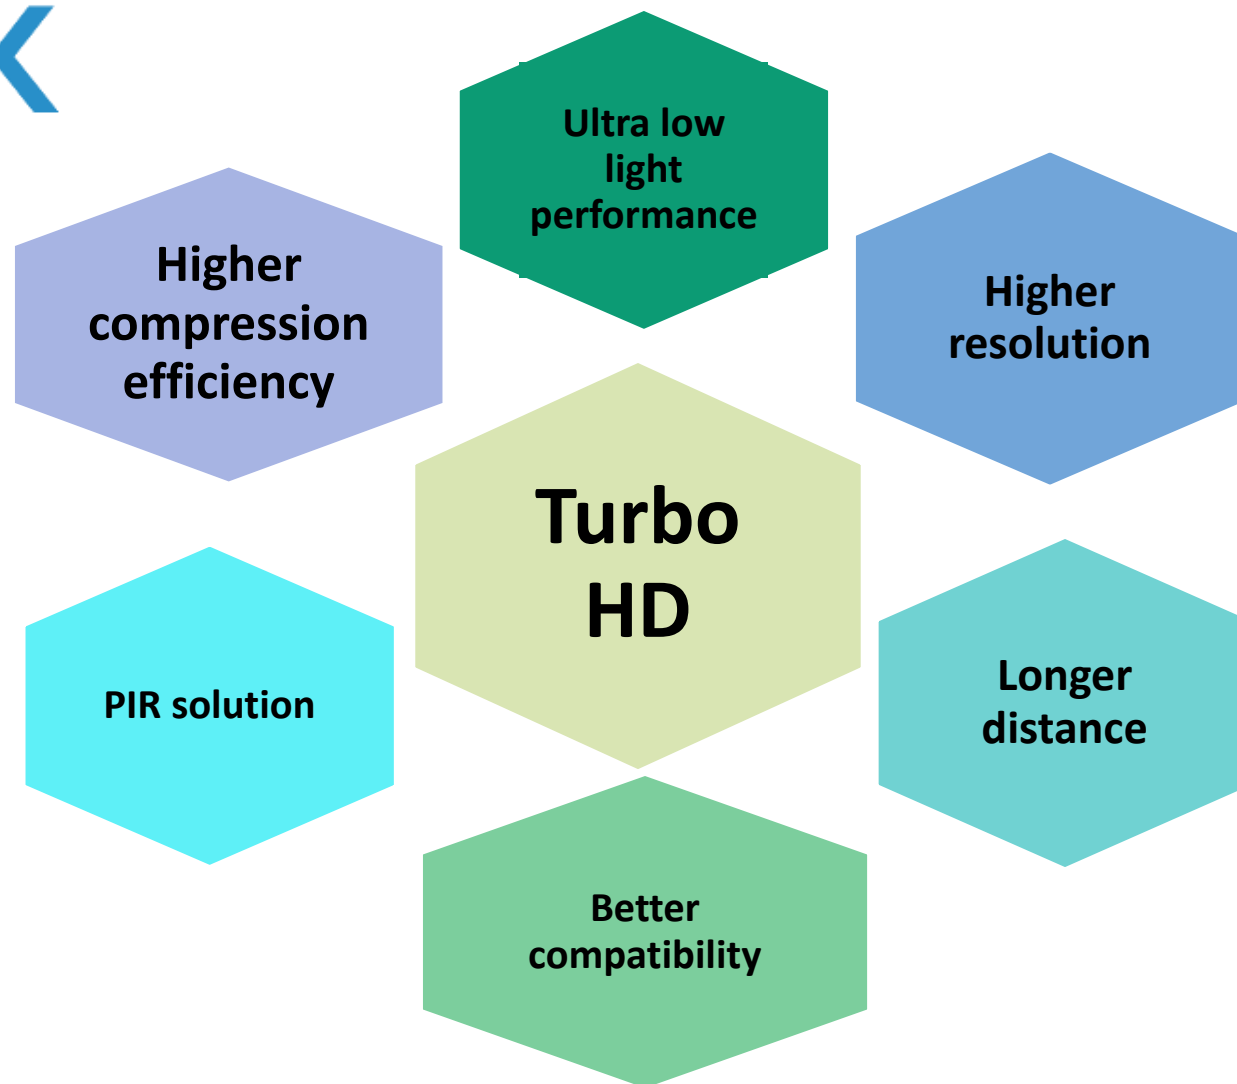 Ultra low
light
performance
Higher
compression
efficiency
Higher
resolution
Turbo
HD
PIR solution
Longer
distance
Better
compatibility